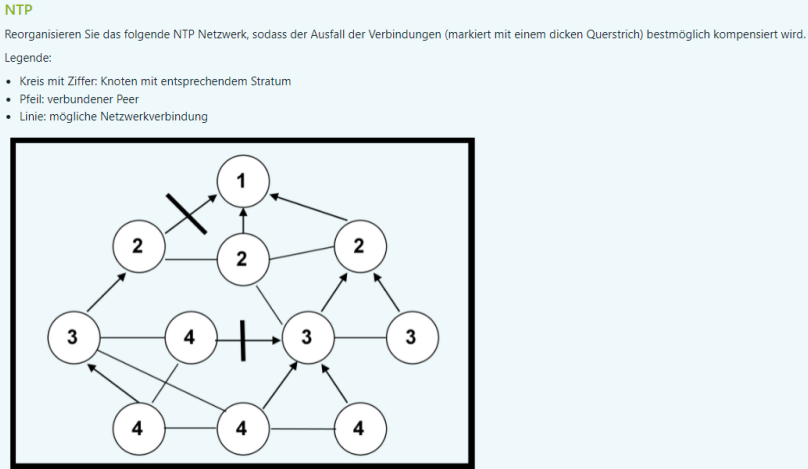 NTP
Reorganisieren Sie das folgende NTP Netzwerk, sodass der Ausfall der Verbindungen (markiert mit einem dicken Querstrich) bestmöglich kompensiert wird.
Legende:
• Kreis mit Ziffer: Knoten mit entsprechendem Stratum
• Pfeil: verbundener Peer
• Linie: mögliche Netzwerkverbindung
1
2 2 2
3 4 3 3
4 4 4